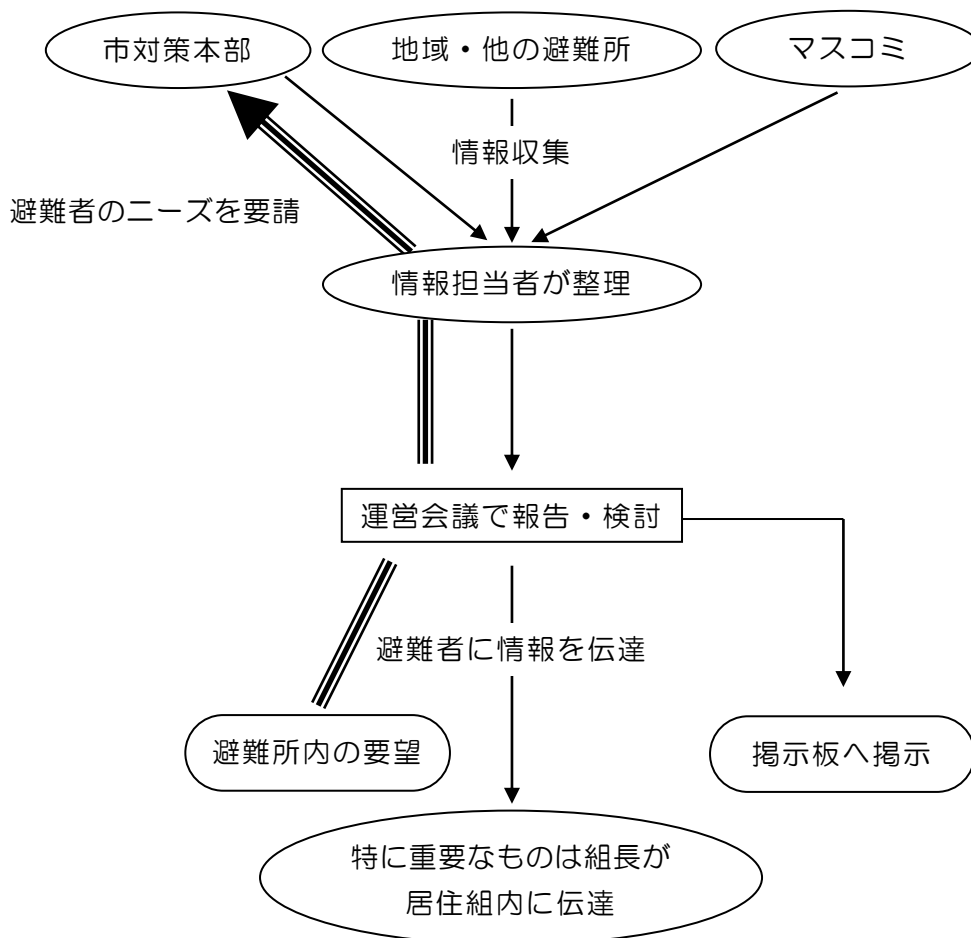 市対策本部
地域・他の避難所
マスコミ
情報収集
避難者のニーズを要請
情報担当者が整理
運営会議で報告・検討
避難者に情報を伝達
避難所内の要望
掲示板へ掲示
特に重要なものは組長が
居住組内に伝達